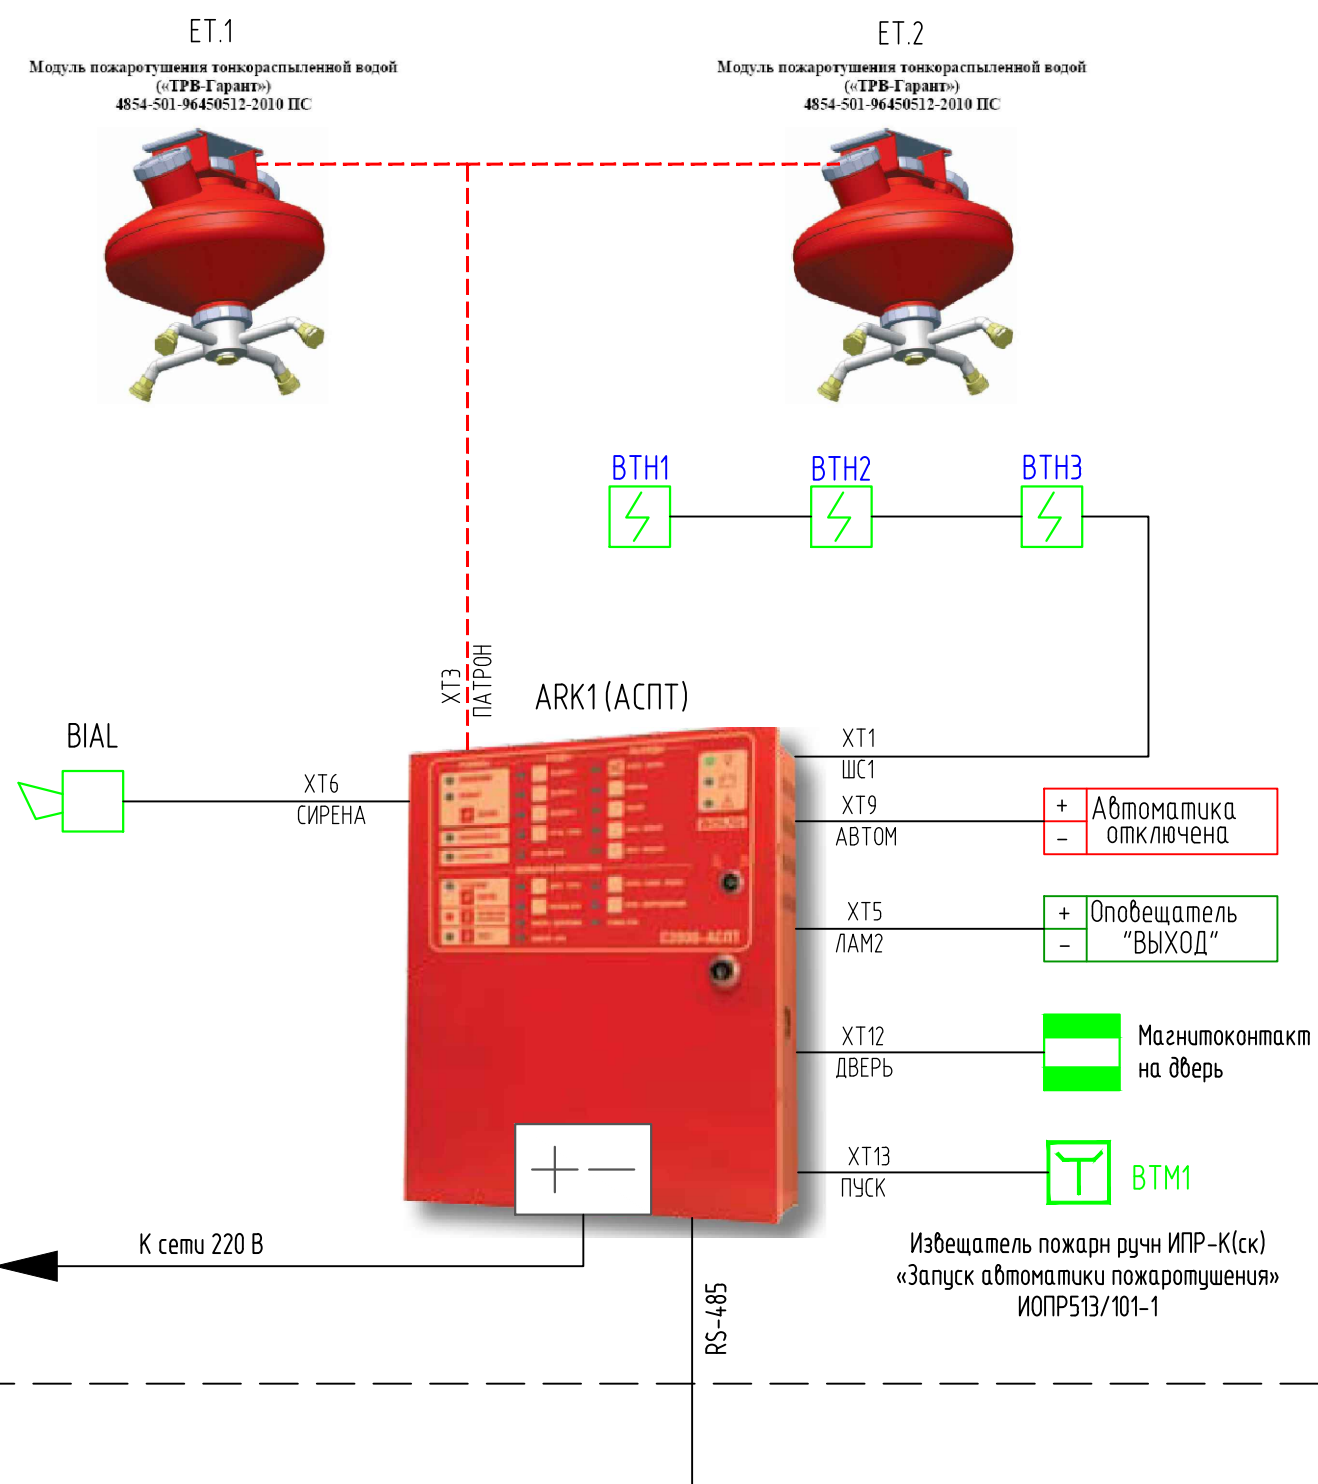 ET.1
ET.2
Модуль пожаротушения тонкораспыленной водой
(«ТРВ-Гарант»)
4854-501-96450512-2010 ПС
Модуль пожаротушения тонкораспыленной водой
(«ТРВ-Гарант»)
4854-501-96450512-2010 ПС
BTH1
BTH2
BTH3
XT3
ПАТРОН
ARK1(АСПТ)
BIAL
XT6
СИРЕНА
XT1
ШС1
XT9
АВТОМ
+
-
Автоматика
отключена
XT5
ЛАМ2
+
-
Оповещатель
"ВЫХОД"
С2000-АСПТ
XT12
ДВЕРЬ
Магнитоконтакт
на дверь
XT13
ПУСК
BTM1
Извещатель пожарн ручн ИПР-К(ск)
«Запуск автоматики пожаротушения»
ИОПР513/101-1
К сети 220 В
RS-485